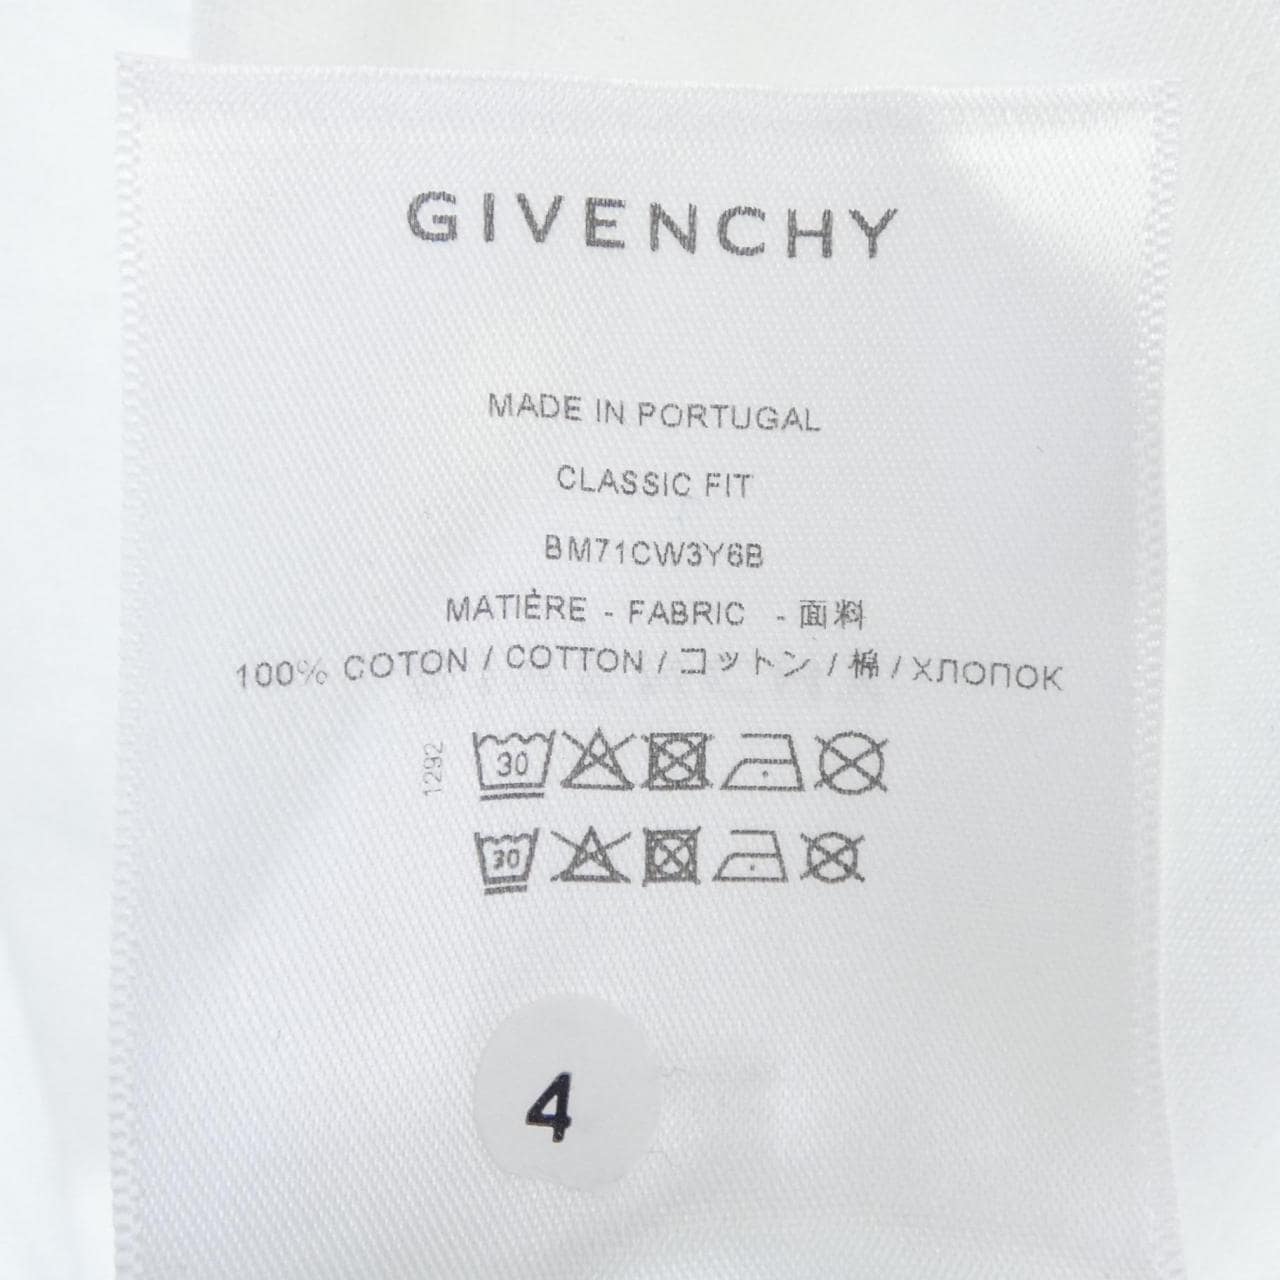 GIVENCHY
MADE IN PORTUGAL
CLASSIC FIT
BM71CW3Y6B
MATIÈRE - FABRIC - 面料
100% COTON / COTTON / コットン / 棉 / ХЛОПОК
1292
30
30
4